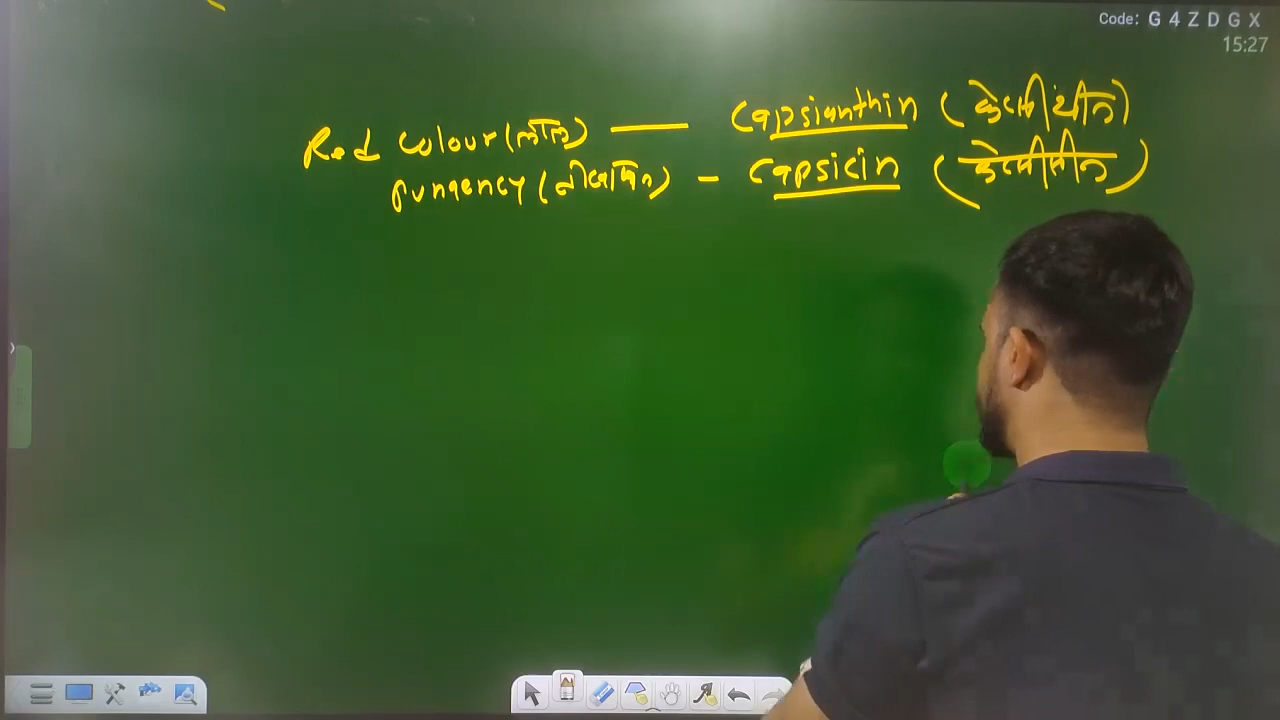 Code: G 4 Z D G X
15:27
Red colour (लाल) — Capsianthin (केप्सीथीन)
Pungency (तीखापन) - Capsicin (केप्सीसीन)